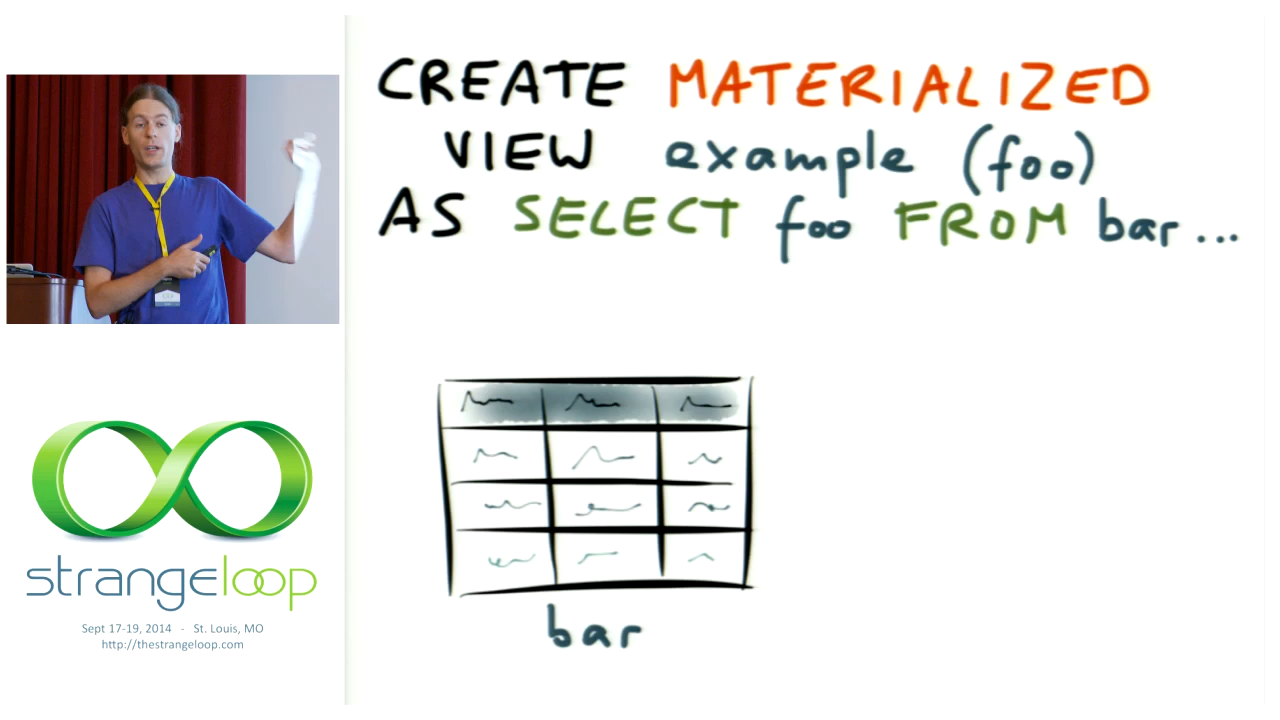 CREATE MATERIALIZED
VIEW example (foo)
AS SELECT foo FROM bar...
bar
strangeloop
Sept 17-19, 2014 - St. Louis, MO
http://thestrangeloop.com